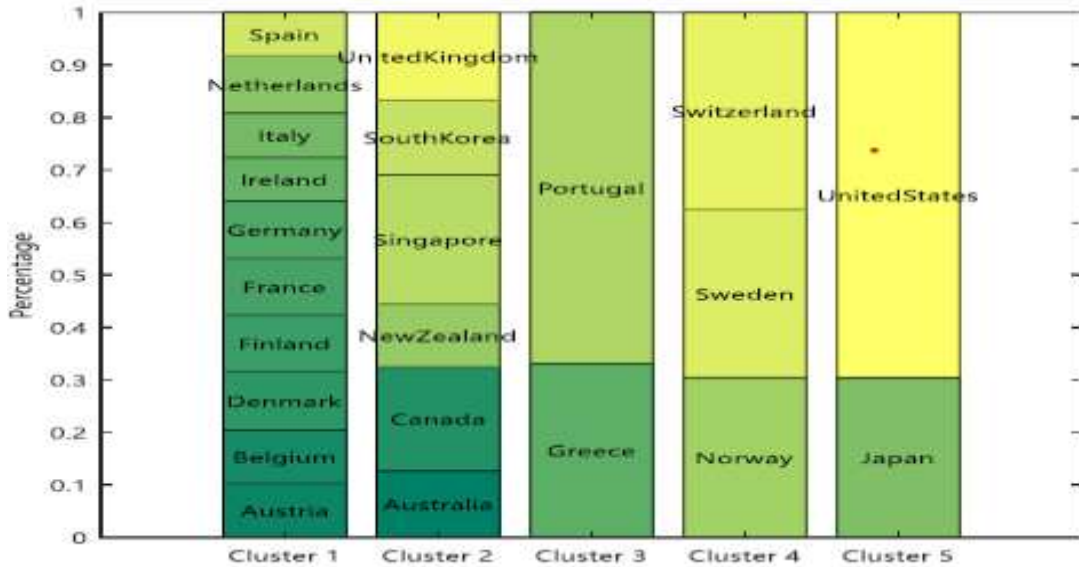 1
0.9
0.8
0.7
0.6
0.5
0.4
0.3
0.2
0.1
0
Percentage
Spain
Netherlands
Italy
Ireland
Germany
France
Finland
Denmark
Belgium
Austria
UnitedKingdom
SouthKorea
Singapore
NewZealand
Canada
Australia
Portugal
Greece
Switzerland
Sweden
Norway
UnitedStates
Japan
Cluster 1 Cluster 2 Cluster 3 Cluster 4 Cluster 5